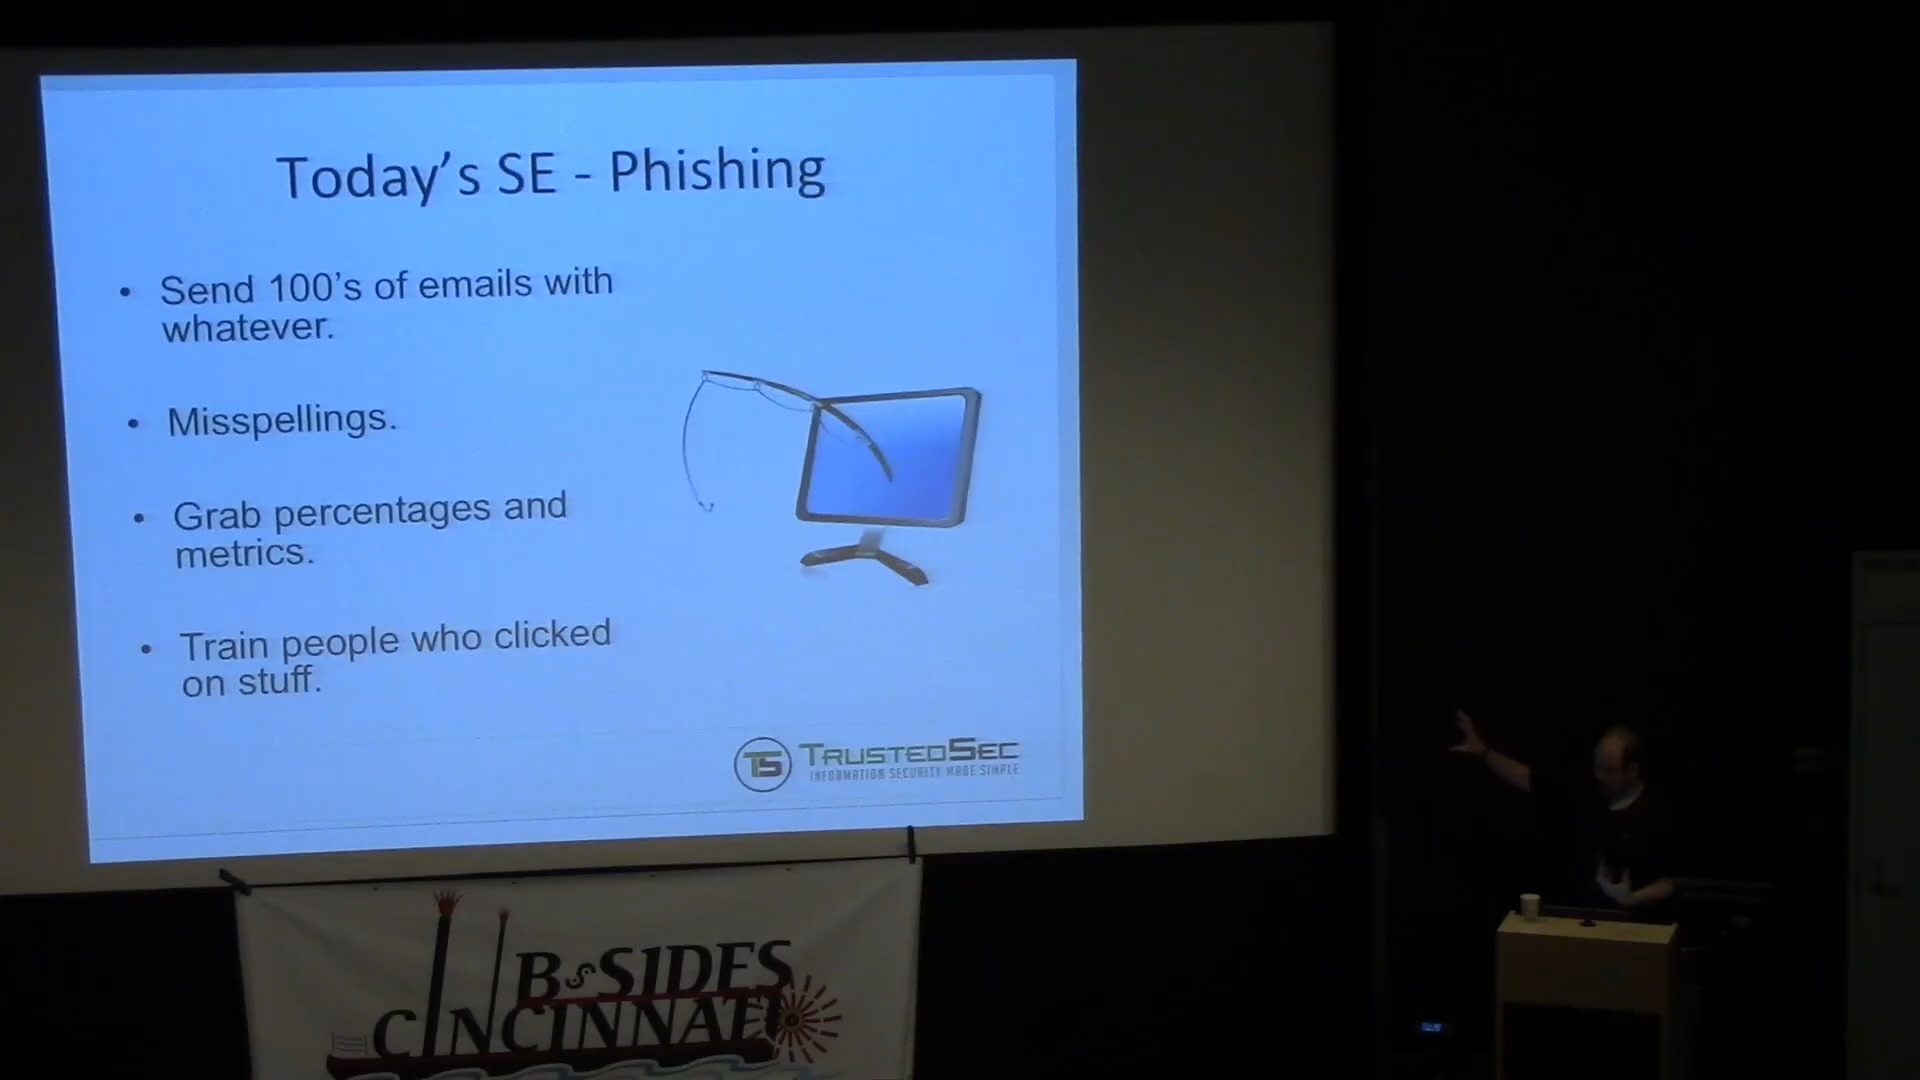 Today's SE - Phishing
• Send 100's of emails with
whatever.
• Misspellings.
• Grab percentages and
metrics.
• Train people who clicked
on stuff.
TS TRUSTEDSEC
INFORMATION SECURITY MADE SIMPLE
B SIDES
CINCINNATI